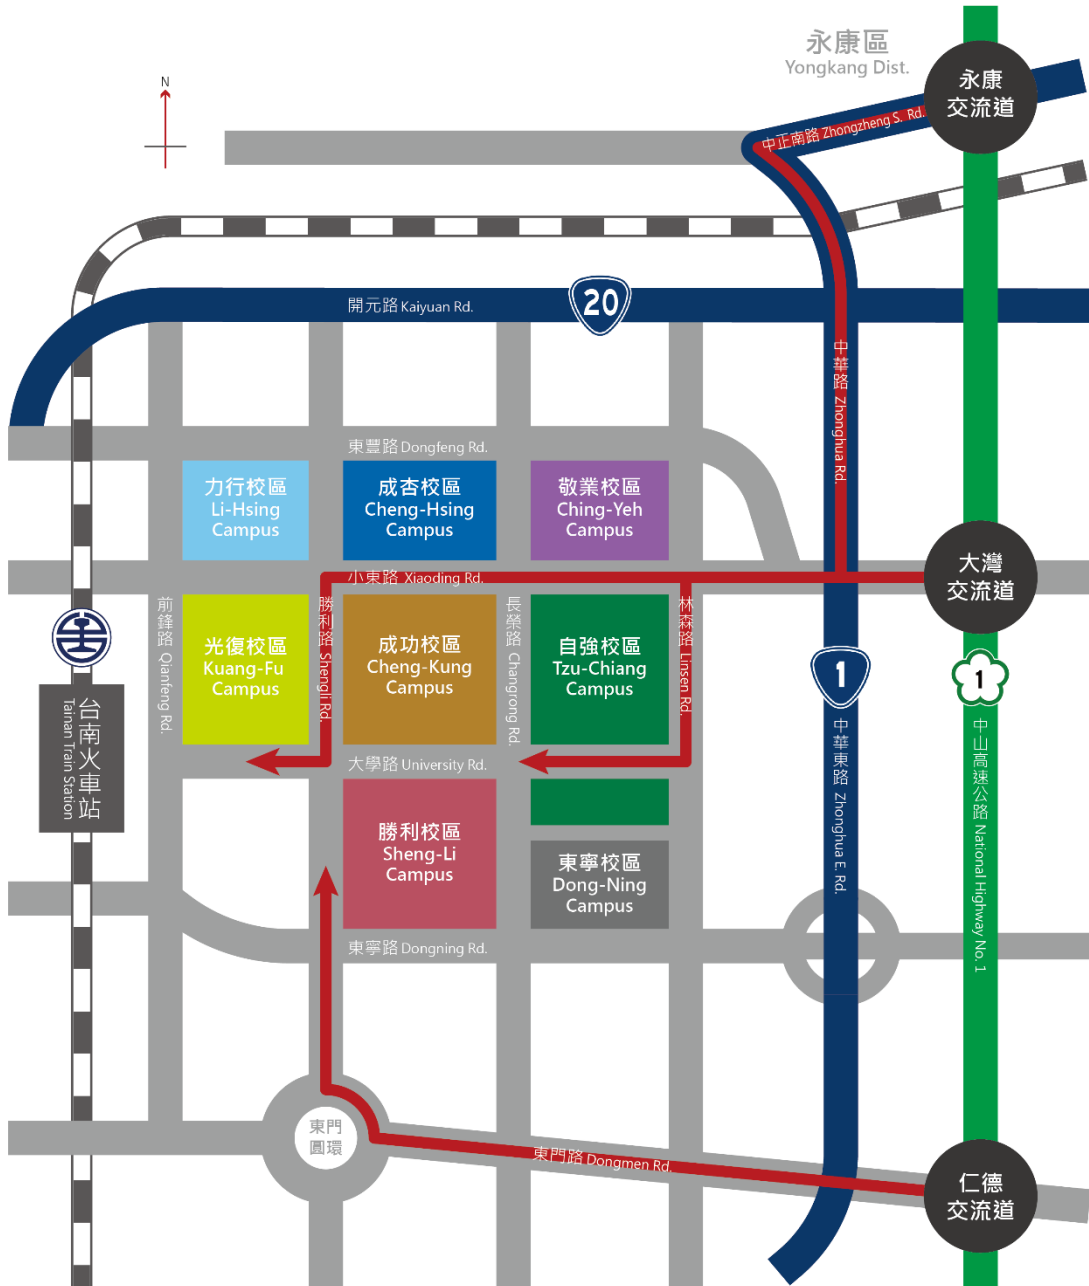 永康區
Yongkang Dist.
永康
交流道
N
中正南路 Zhongzheng S. Rd.
開元路 Kaiyuan Rd.
20
中華路 Zhonghua Rd.
東豐路 Dongfeng Rd.
力行校區
Li-Hsing
Campus
成杏校區
Cheng-Hsing
Campus
敬業校區
Ching-Yeh
Campus
小東路 Xiaoding Rd.
大灣
交流道
前鋒路 Qianfeng Rd.
光復校區
Kuang-Fu
Campus
勝利路 Shengli Rd.
成功校區
Cheng-Kung
Campus
長榮路 Changrong Rd.
自強校區
Tzu-Chiang
Campus
林森路 Linsen Rd.
1
1
台南火車站
Tainan Train Station
中華東路 Zhonghua E. Rd.
中山高速公路 National Highway No. 1
大學路 University Rd.
勝利校區
Sheng-Li
Campus
東寧校區
Dong-Ning
Campus
東寧路 Dongning Rd.
東門
圓環
東門路 Dongmen Rd.
仁德
交流道